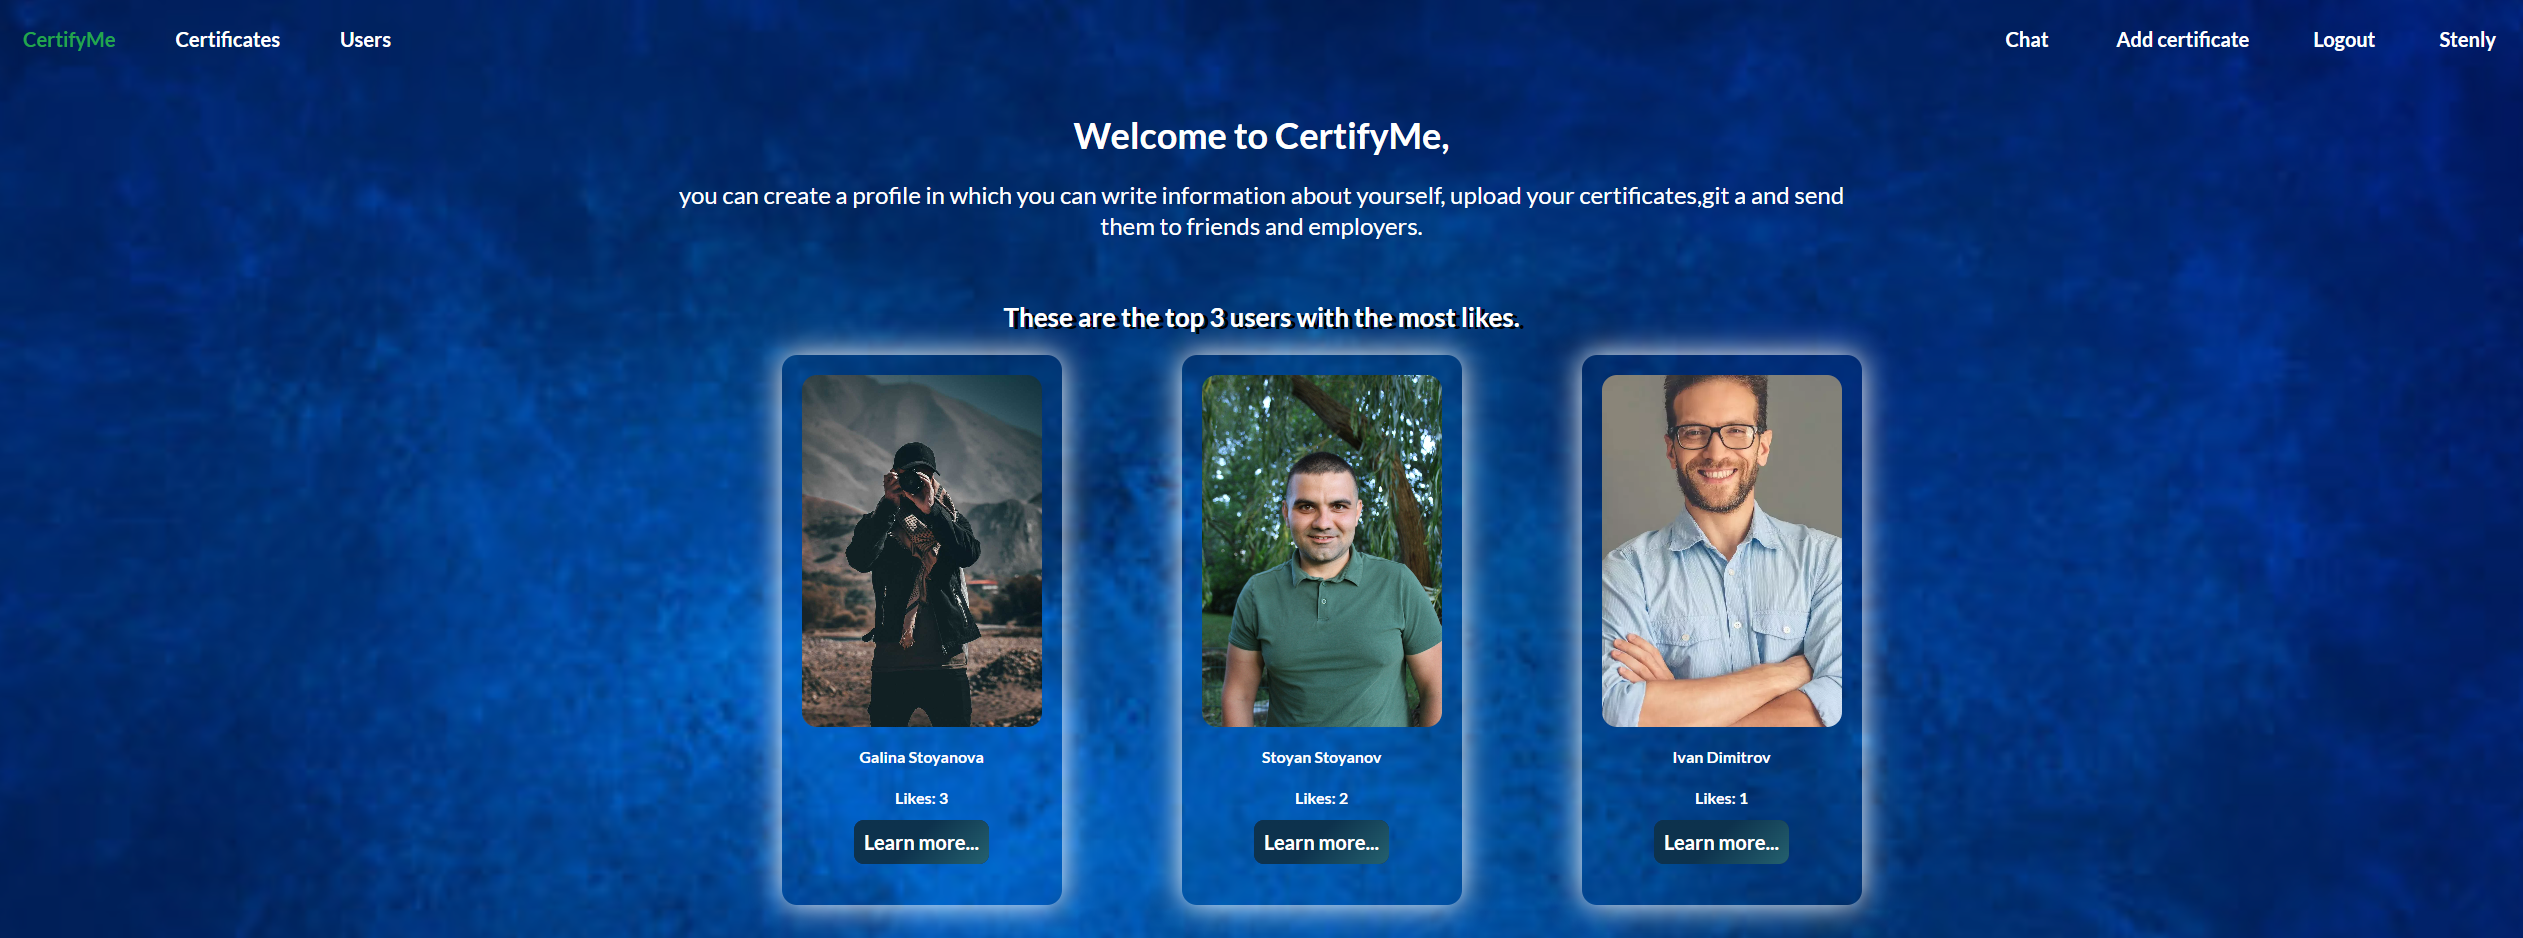 CertifyMe Certificates Users Chat Add certificate Logout Stenly
Welcome to CertifyMe,
you can create a profile in which you can write information about yourself, upload your certificates,git a and send
them to friends and employers.
These are the top 3 users with the most likes.
Galina Stoyanova
Likes: 3
Learn more...
Stoyan Stoyanov
Likes: 2
Learn more...
Ivan Dimitrov
Likes: 1
Learn more...